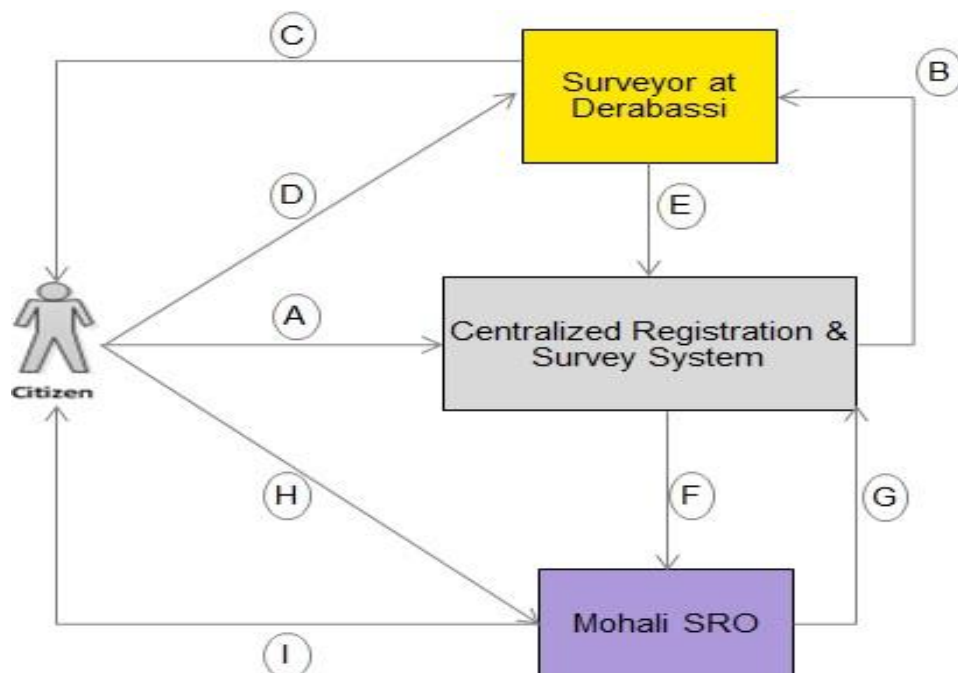 C
Surveyor at
Derabassi
B
D
E
A
Centralized Registration &
Survey System
Citizen
H
F
G
Mohali SRO
I